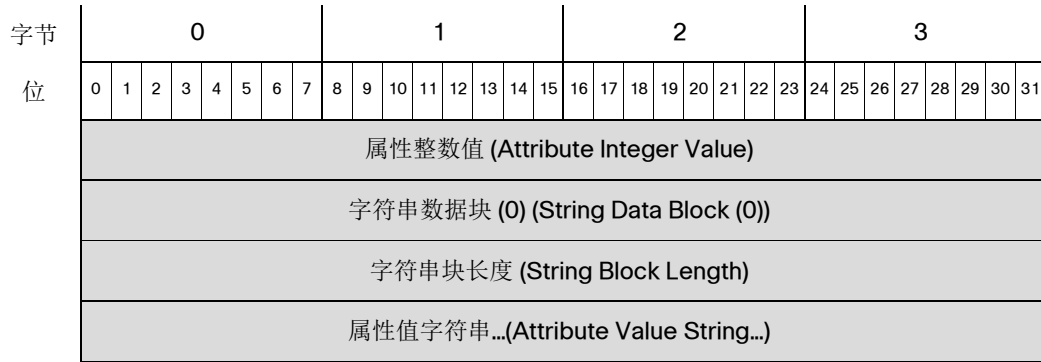 字节 0 1 2 3
位 0 1 2 3 4 5 6 7 8 9 10 11 12 13 14 15 16 17 18 19 20 21 22 23 24 25 26 27 28 29 30 31
属性整数值 (Attribute Integer Value)
字符串数据块 (0) (String Data Block (0))
字符串块长度 (String Block Length)
属性值字符串...(Attribute Value String...)